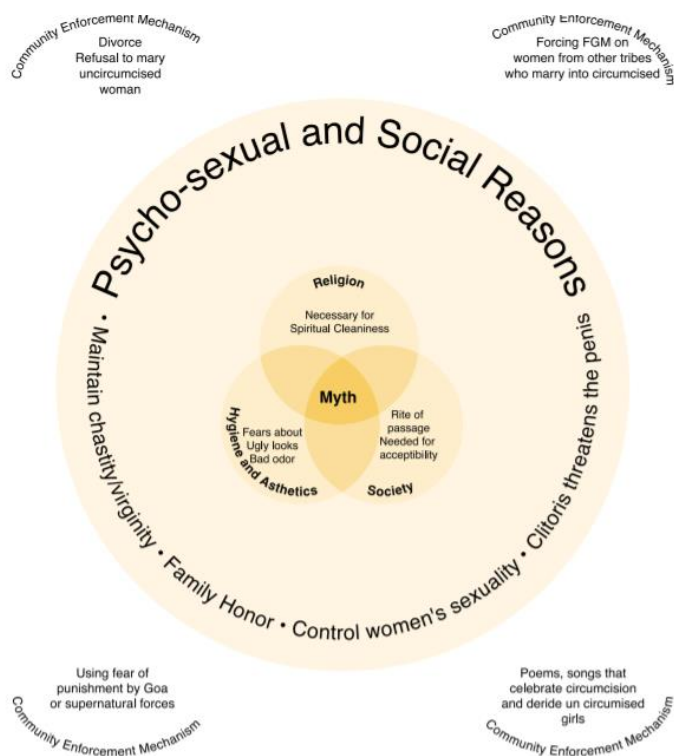 Community Enforcement Mechanism
Divorce
Refusal to mary
uncircumcised
woman
Community Enforcement Mechanism
Forcing FGM on
women from other tribes
who marry into circumcised
Psycho-sexual and Social Reasons
• Maintain chastity/virginity • Family Honor • Control women's sexuality • Clitoris threatens the penis
Religion
Necessary for
Spiritual Cleaniness
Myth
Hygiene and Asthetics
Fears about
Ugly looks
Bad odor
Rite of
passage
Needed for
acceptibility
Society
Using fear of
punishment by Goa
or supernatural forces
Community Enforcement Mechanism
Poems, songs that
celebrate circumcision
and deride un circumised
girls
Community Enforcement Mechanism